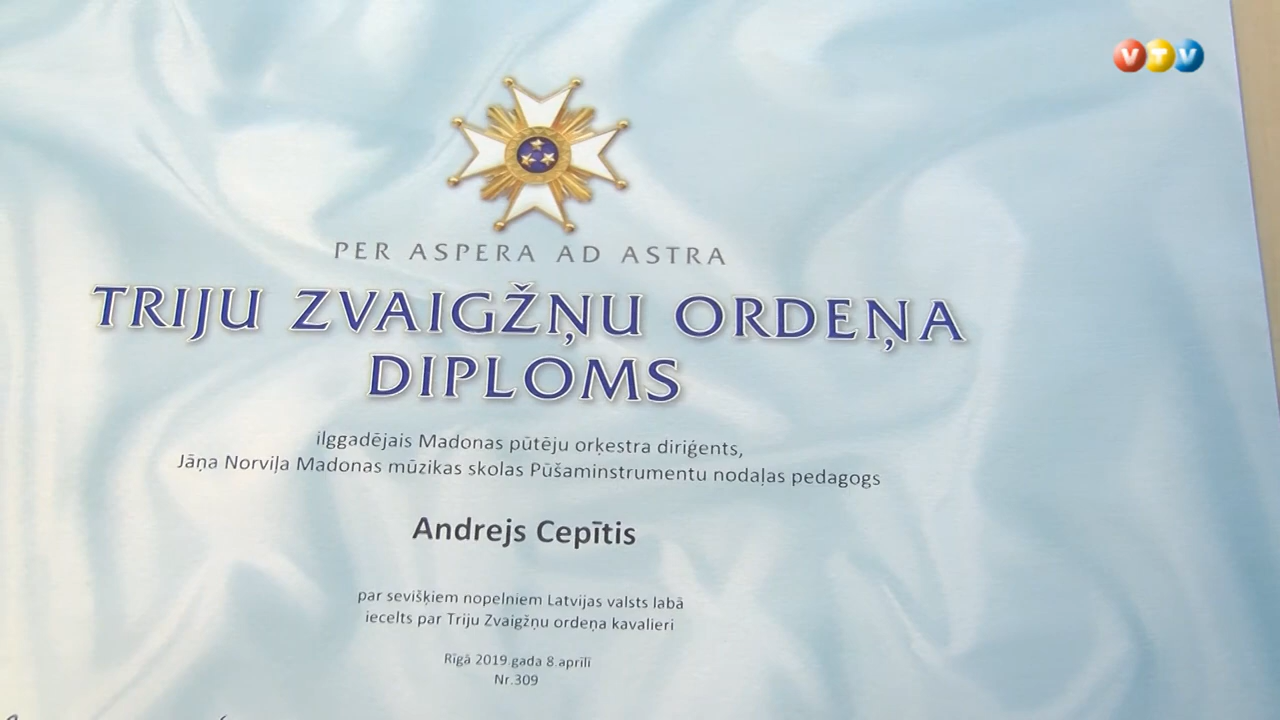 VTV
PER ASPERA AD ASTRA
TRIJU ZVAIGŽŅU ORDEŅA
DIPLOMS
ilggadējais Madonas pūtēju orķestra diriģents,
Jāņa Norviļa Madonas mūzikas skolas Pūšaminstrumentu nodaļas pedagogs
Andrejs Cepītis
par sevišķiem nopelniem Latvijas valsts labā
iecelts par Triju Zvaigžņu ordeņa kavalieri
Rīgā 2019.gada 8.aprīlī
Nr.309